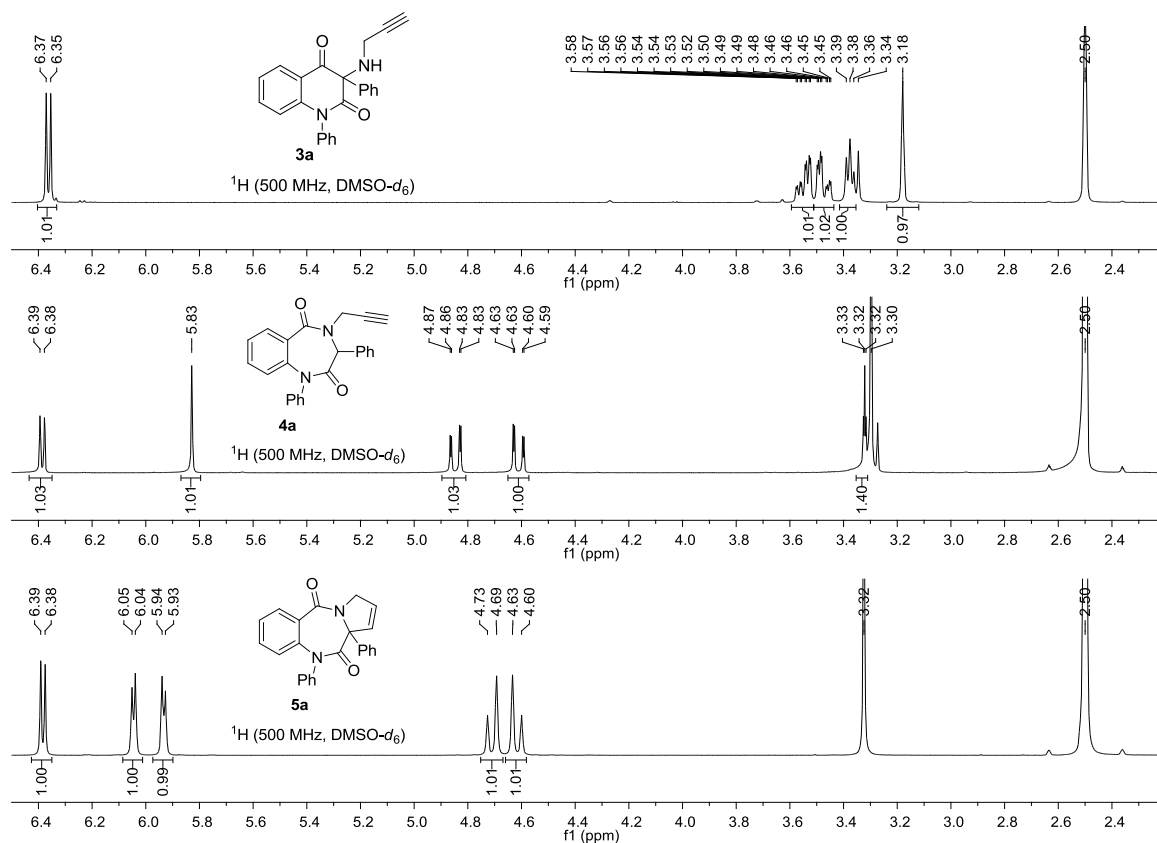 6.37
6.35
3.58
3.57
3.56
3.56
3.54
3.54
3.53
3.52
3.50
3.49
3.49
3.48
3.46
3.46
3.45
3.45
3.39
3.38
3.36
3.34
3.18
2.50
O
NH
Ph
N
O
Ph
3a
¹H (500 MHz, DMSO-d₆)
1.01
1.01
1.02
1.00
0.97
6.4 6.2 6.0 5.8 5.6 5.4 5.2 5.0 4.8 4.6 4.4 4.2 4.0 3.8 3.6 3.4 3.2 3.0 2.8 2.6 2.4
f1 (ppm)
6.39
6.38
5.83
4.87
4.86
4.83
4.83
4.63
4.63
4.60
4.59
3.33
3.32
3.32
3.30
2.50
O
N
Ph
N
O
Ph
4a
¹H (500 MHz, DMSO-d₆)
1.03
1.01
1.03
1.00
1.40
6.4 6.2 6.0 5.8 5.6 5.4 5.2 5.0 4.8 4.6 4.4 4.2 4.0 3.8 3.6 3.4 3.2 3.0 2.8 2.6 2.4
f1 (ppm)
6.39
6.38
6.05
6.04
5.94
5.93
4.73
4.69
4.63
4.60
3.32
2.50
O
N
Ph
N
Ph
O
5a
¹H (500 MHz, DMSO-d₆)
1.00
1.00
0.99
1.01
1.01
6.4 6.2 6.0 5.8 5.6 5.4 5.2 5.0 4.8 4.6 4.4 4.2 4.0 3.8 3.6 3.4 3.2 3.0 2.8 2.6 2.4
f1 (ppm)